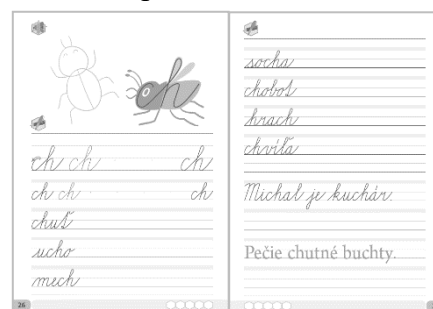 ch ch ch
ch ch ch
chuť
ucho
mech
26
socha
chobot
hrach
chvíľa
Michal je kuchár.
Pečie chutné buchty.